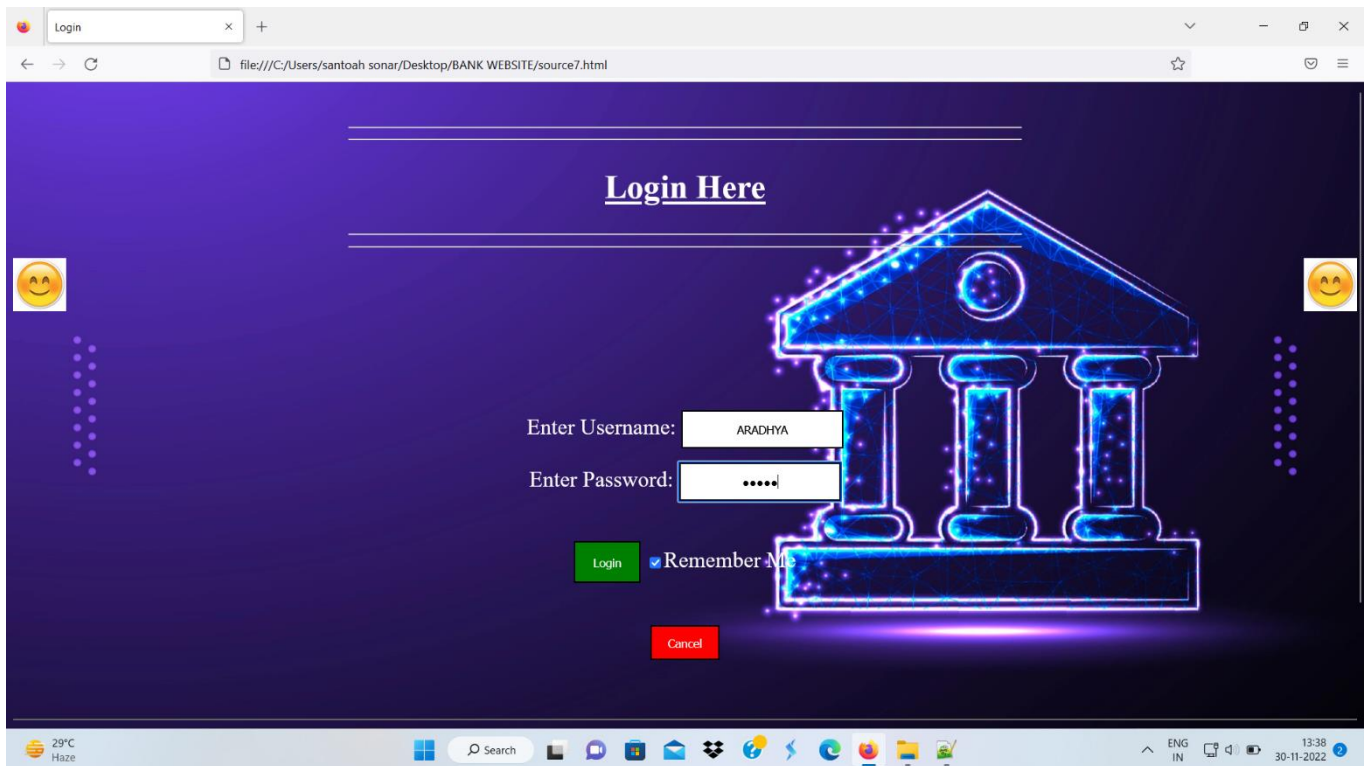 Login
file:///C:/Users/santoah sonar/Desktop/BANK WEBSITE/source7.html
Login Here
Enter Username: ARADHYA
Enter Password: •••••
Login Remember Me
Cancel
29°C
Haze
Search
ENG
IN
13:38
30-11-2022
2